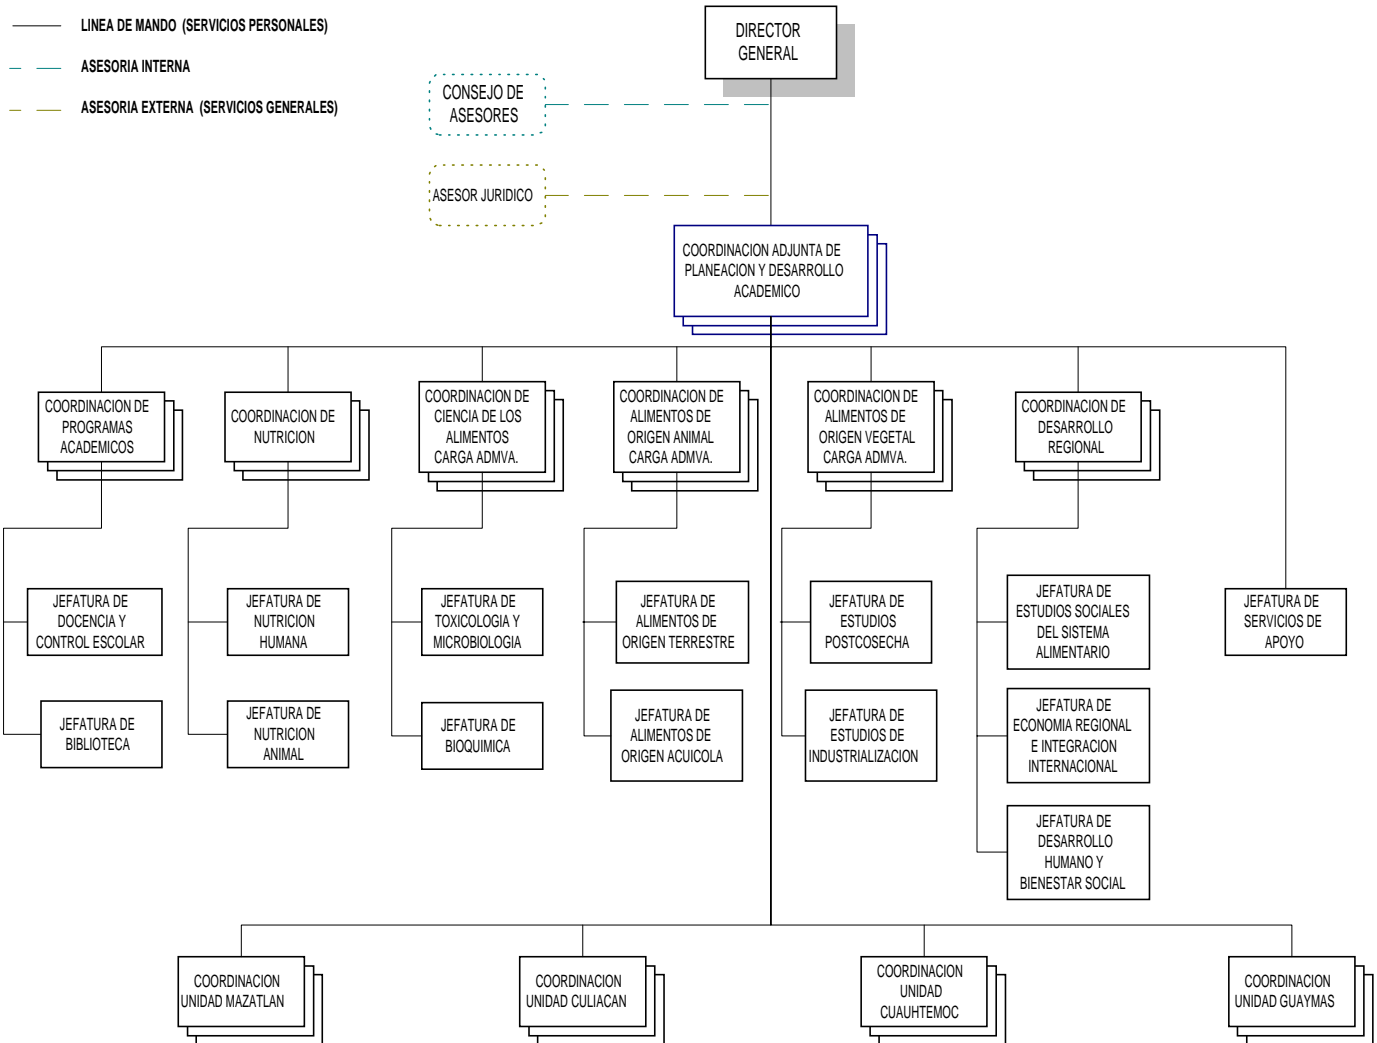 LINEA DE MANDO (SERVICIOS PERSONALES)
ASESORIA INTERNA
ASESORIA EXTERNA (SERVICIOS GENERALES)
DIRECTOR
GENERAL
CONSEJO DE
ASESORES
ASESOR JURIDICO
COORDINACION ADJUNTA DE
PLANEACION Y DESARROLLO
ACADEMICO
COORDINACION DE
PROGRAMAS
ACADEMICOS
COORDINACION DE
NUTRICION
COORDINACION DE
CIENCIA DE LOS
ALIMENTOS
CARGA ADMVA.
COORDINACION DE
ALIMENTOS DE
ORIGEN ANIMAL
CARGA ADMVA.
COORDINACION DE
ALIMENTOS DE
ORIGEN VEGETAL
CARGA ADMVA.
COORDINACION DE
DESARROLLO
REGIONAL
JEFATURA DE
DOCENCIA Y
CONTROL ESCOLAR
JEFATURA DE
NUTRICION
HUMANA
JEFATURA DE
TOXICOLOGIA Y
MICROBIOLOGIA
JEFATURA DE
ALIMENTOS DE
ORIGEN TERRESTRE
JEFATURA DE
ESTUDIOS
POSTCOSECHA
JEFATURA DE
ESTUDIOS SOCIALES
DEL SISTEMA
ALIMENTARIO
JEFATURA DE
SERVICIOS DE
APOYO
JEFATURA DE
BIBLIOTECA
JEFATURA DE
NUTRICION
ANIMAL
JEFATURA DE
BIOQUIMICA
JEFATURA DE
ALIMENTOS DE
ORIGEN ACUICOLA
JEFATURA DE
ESTUDIOS DE
INDUSTRIALIZACION
JEFATURA DE
ECONOMIA REGIONAL
E INTEGRACION
INTERNACIONAL
JEFATURA DE
DESARROLLO
HUMANO Y
BIENESTAR SOCIAL
COORDINACION
UNIDAD MAZATLAN
COORDINACION
UNIDAD CULIACAN
COORDINACION
UNIDAD
CUAUHTEMOC
COORDINACION
UNIDAD GUAYMAS